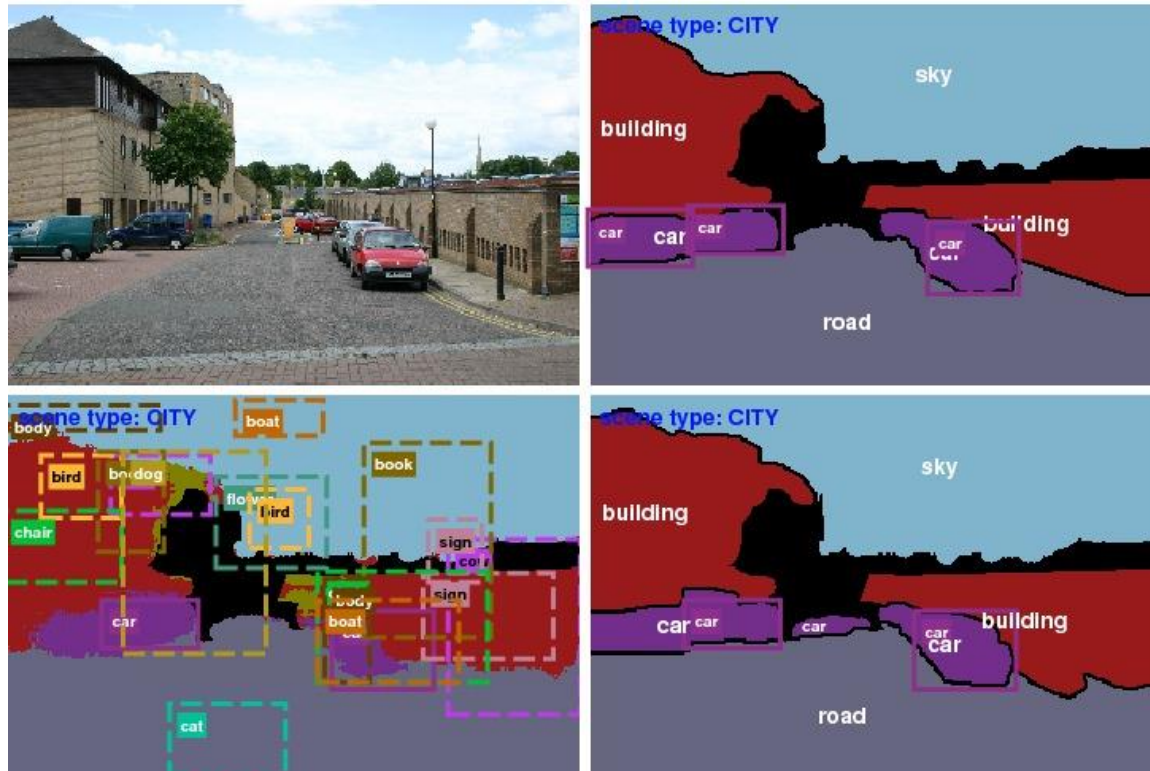 scene type: CITY
sky
building
building
car
car
car
car
car
road
scene type: CITY
body
boat
bird
dog
book
flower
bird
chair
sign
cow
sign
body
boat
car
cat
scene type: CITY
sky
building
building
car
car
car
car
car
road